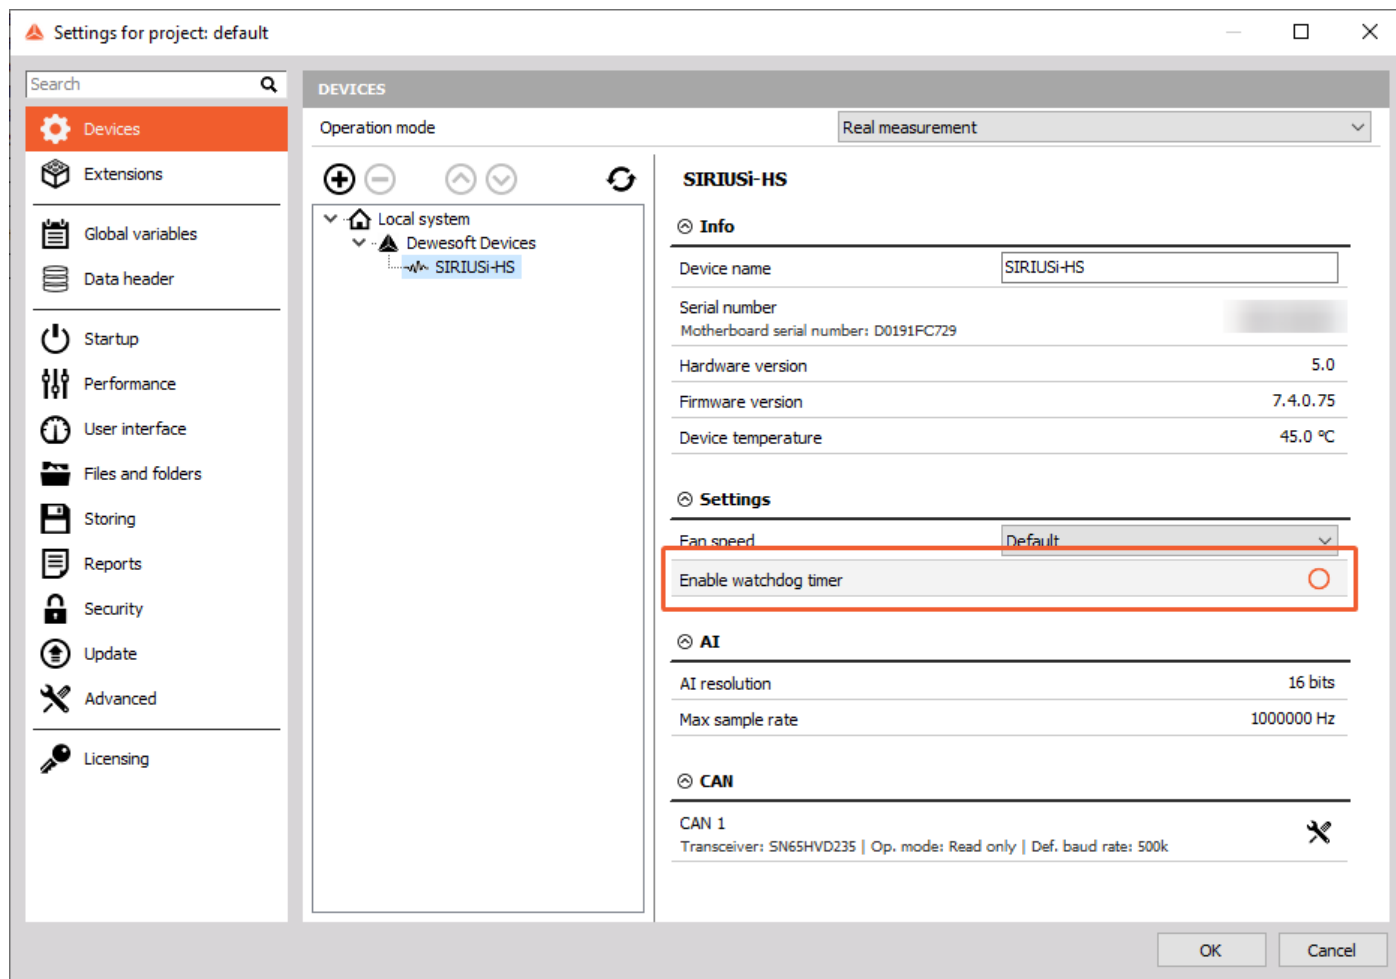 Settings for project: default
Search
Devices
Extensions
Global variables
Data header
Startup
Performance
User interface
Files and folders
Storing
Reports
Security
Update
Advanced
Licensing
DEVICES
Operation mode
Real measurement
Local system
Dewesoft Devices
SIRIUSi-HS
SIRIUSi-HS
Info
Device name SIRIUSi-HS
Serial number
Motherboard serial number: D0191FC729
Hardware version 5.0
Firmware version 7.4.0.75
Device temperature 45.0 °C
Settings
Fan speed Default
Enable watchdog timer
AI
AI resolution 16 bits
Max sample rate 1000000 Hz
CAN
CAN 1
Transceiver: SN65HVD235 | Op. mode: Read only | Def. baud rate: 500k
OK Cancel